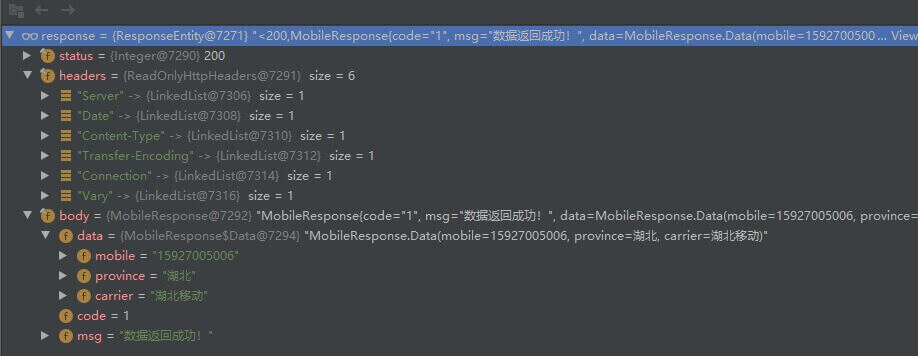 response = {ResponseEntity@7271} "<200,MobileResponse{code="1", msg="数据返回成功！", data=MobileResponse.Data(mobile=1592700500 ... View
status = {Integer@7290} 200
headers = {ReadOnlyHttpHeaders@7291} size = 6
"Server" -> {LinkedList@7306} size = 1
"Date" -> {LinkedList@7308} size = 1
"Content-Type" -> {LinkedList@7310} size = 1
"Transfer-Encoding" -> {LinkedList@7312} size = 1
"Connection" -> {LinkedList@7314} size = 1
"Vary" -> {LinkedList@7316} size = 1
body = {MobileResponse@7292} "MobileResponse{code="1", msg="数据返回成功！", data=MobileResponse.Data(mobile=15927005006, province=
data = {MobileResponse$Data@7294} "MobileResponse.Data(mobile=15927005006, province=湖北, carrier=湖北移动)"
mobile = "15927005006"
province = "湖北"
carrier = "湖北移动"
code = 1
msg = "数据返回成功！"